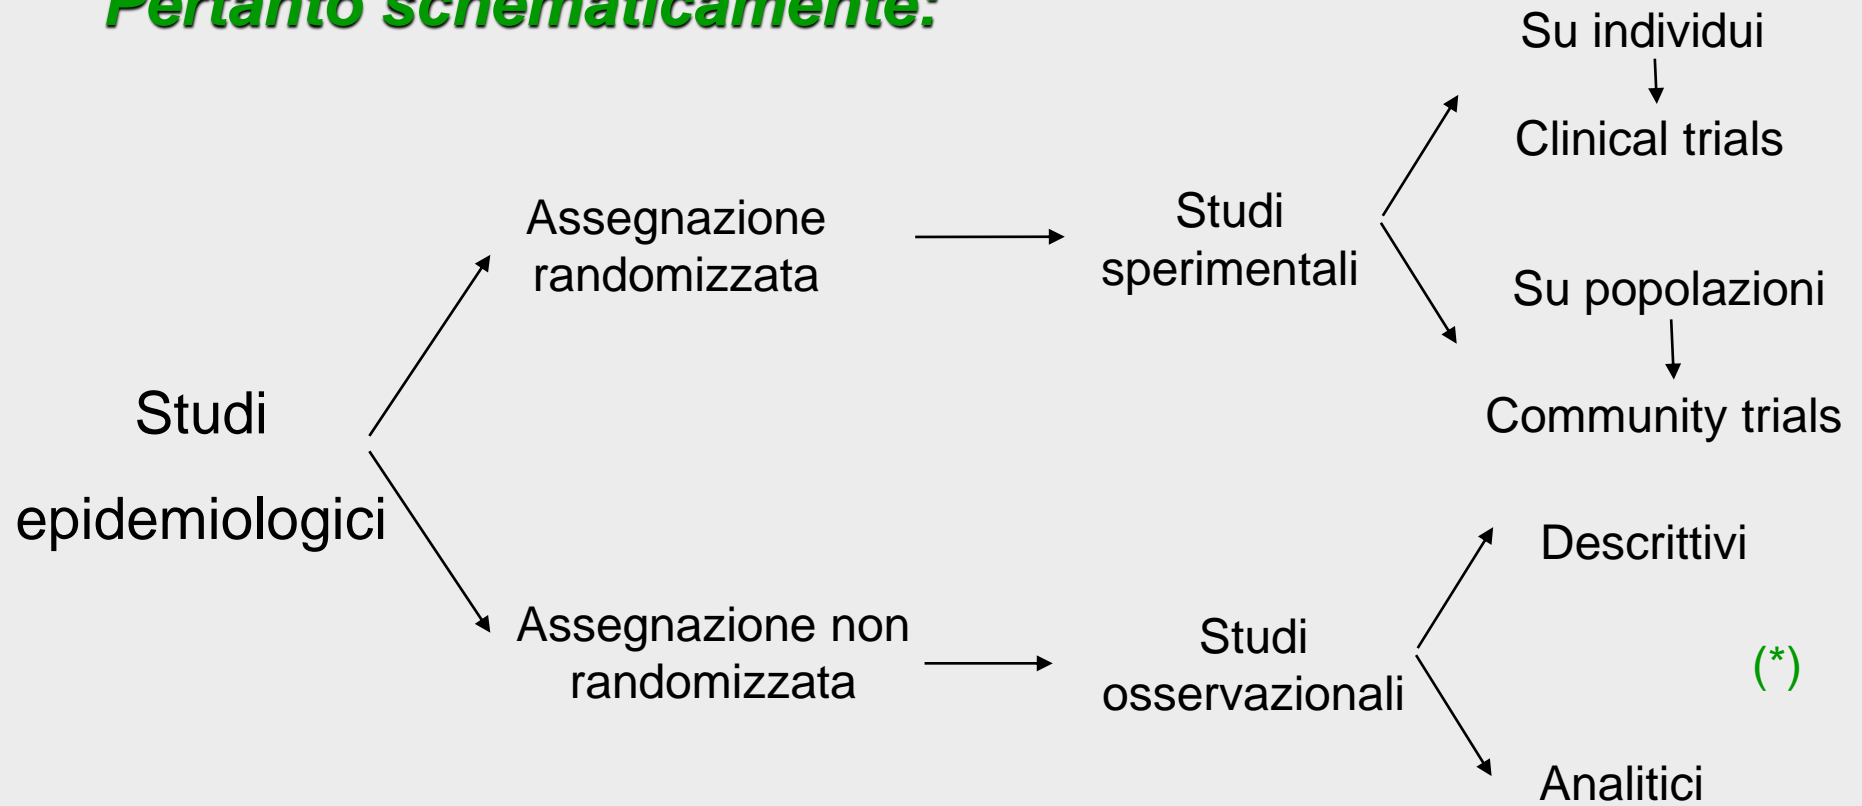 Pertanto schematicamente:
Su individui
Clinical trials
Assegnazione
randomizzata
Studi
sperimentali
Su popolazioni
Community trials
Studi
epidemiologici
Assegnazione non
randomizzata
Studi
osservazionali
Descrittivi
(*)
Analitici